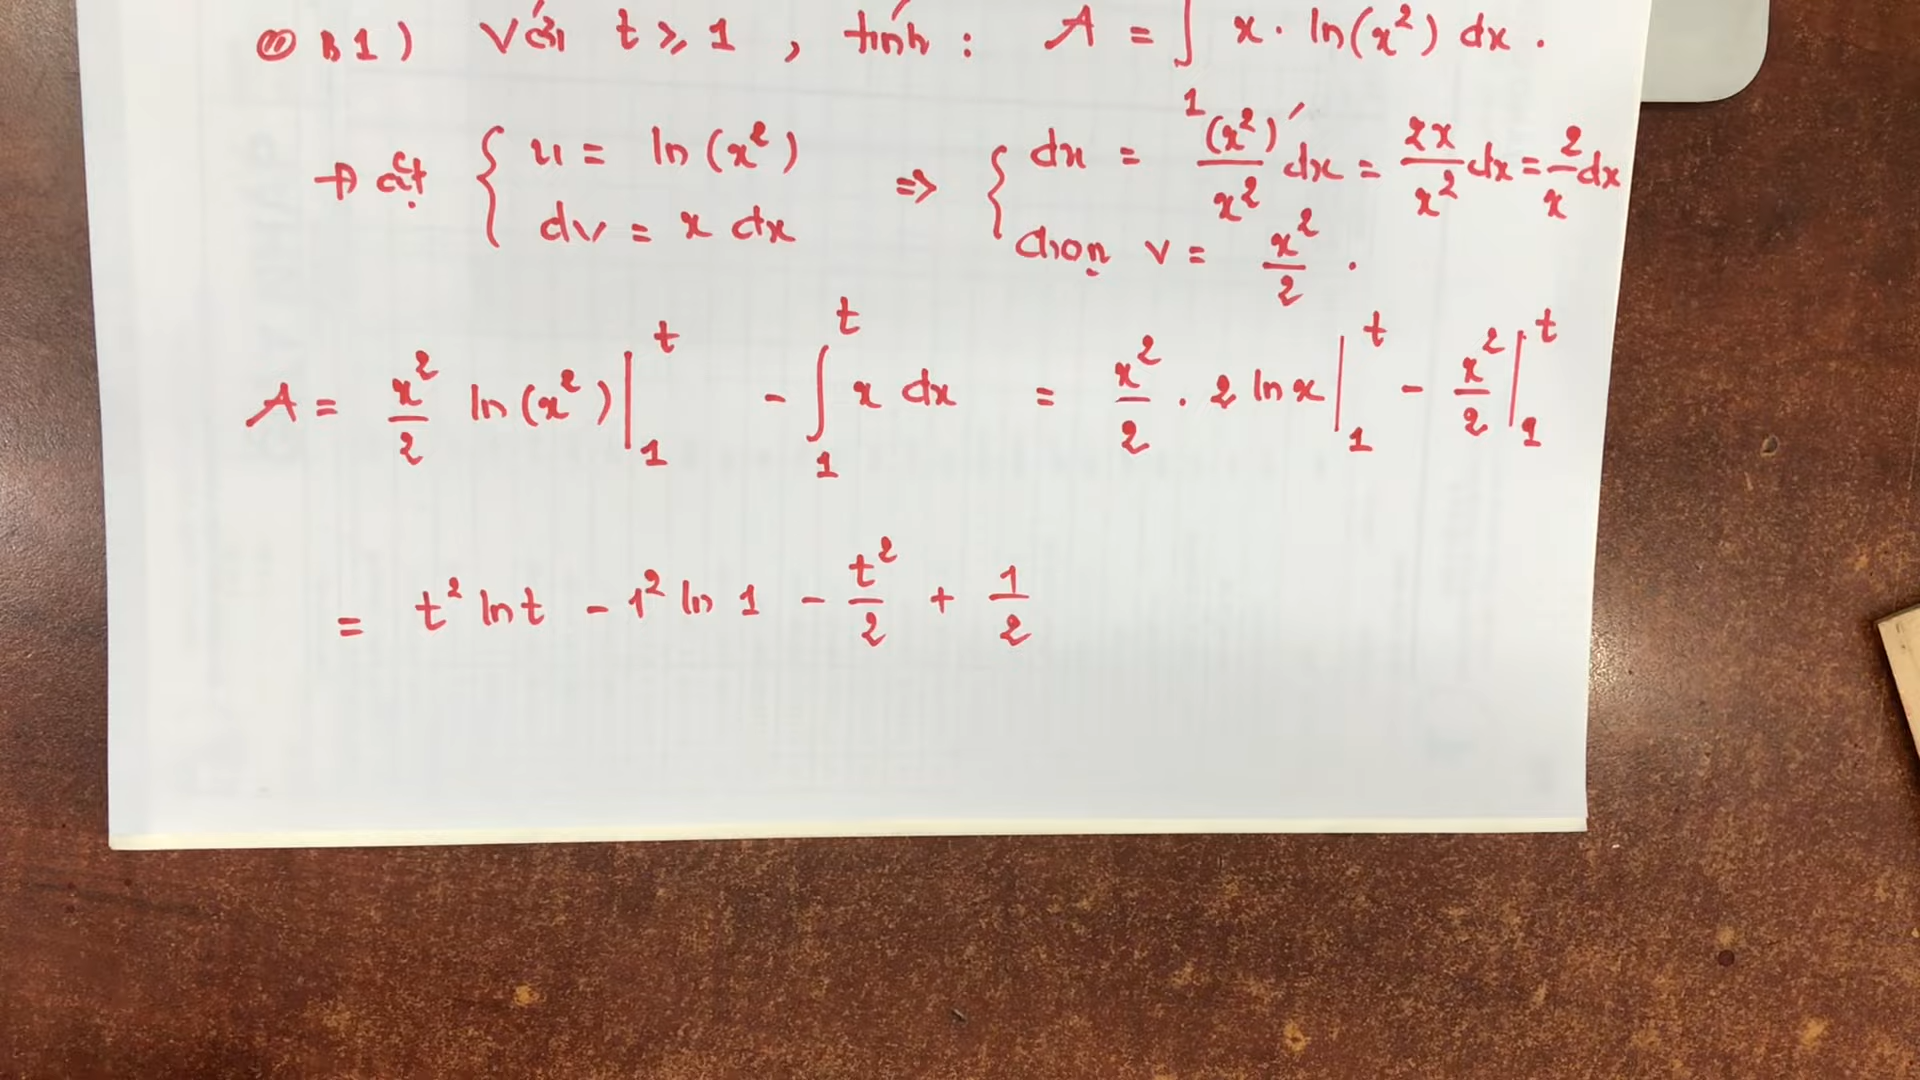 B1) Với t ≥ 1, tính: A = ∫₁ x · ln(x²) dx.
→ Đặt { u = ln(x²) ⇒ { du = (x²)'/x² dx = 2x/x² dx = 2/x dx
dv = x dx chọn v = x²/2 .
A = x²/2 ln(x²) |₁ᵗ - ∫₁ᵗ x dx = x²/2 . 2 ln x |₁ᵗ - x²/2 |₁ᵗ
= t² ln t - 1² ln 1 - t²/2 + 1/2